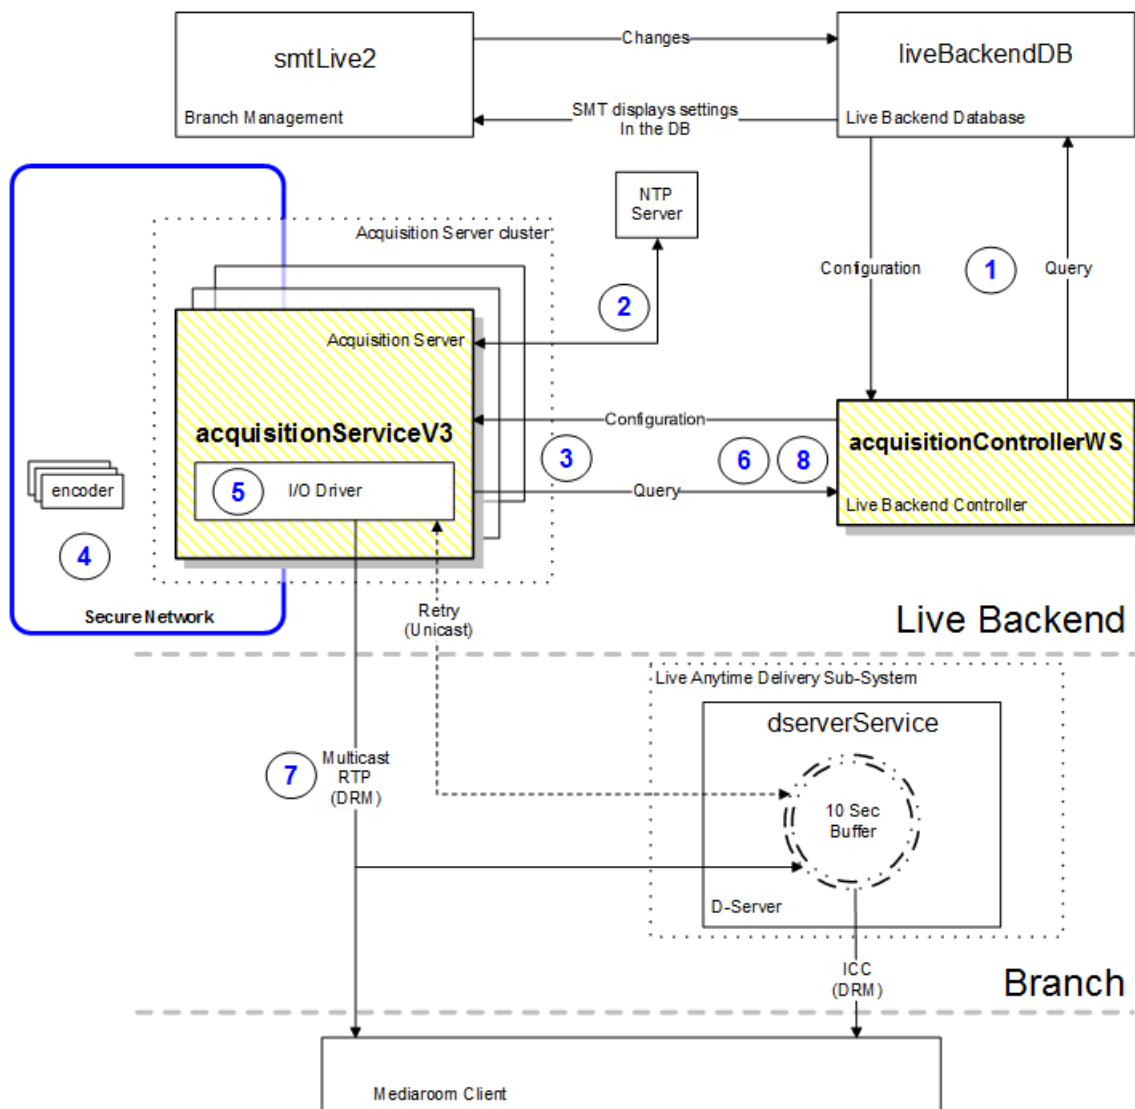 smtLive2
Branch Management
Changes
SMT displays settings
In the DB
liveBackendDB
Live Backend Database
NTP
Server
Acquisition Server cluster
2
Configuration
1
Query
Acquisition Server
acquisitionServiceV3
5
I/O Driver
Configuration
3
6
8
Query
acquisitionControllerWS
Live Backend Controller
encoder
4
Secure Network
Retry
(Unicast)
Live Backend
Live Anytime Delivery Sub-System
dserverService
7
Multicast
RTP
(DRM)
10 Sec
Buffer
D-Server
ICC
(DRM)
Branch
Mediaroom Client